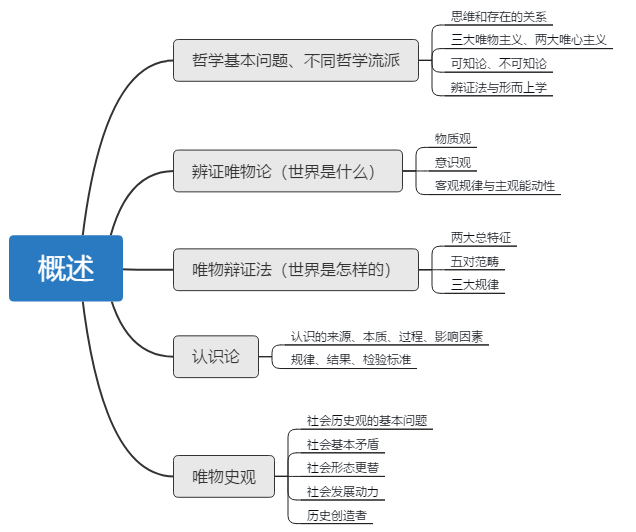 概述
哲学基本问题、不同哲学流派
思维和存在的关系
三大唯物主义、两大唯心主义
可知论、不可知论
辨证法与形而上学
辨证唯物论（世界是什么）
物质观
意识观
客观规律与主观能动性
唯物辩证法（世界是怎样的）
两大总特征
五对范畴
三大规律
认识论
认识的来源、本质、过程、影响因素
规律、结果、检验标准
唯物史观
社会历史观的基本问题
社会基本矛盾
社会形态更替
社会发展动力
历史创造者